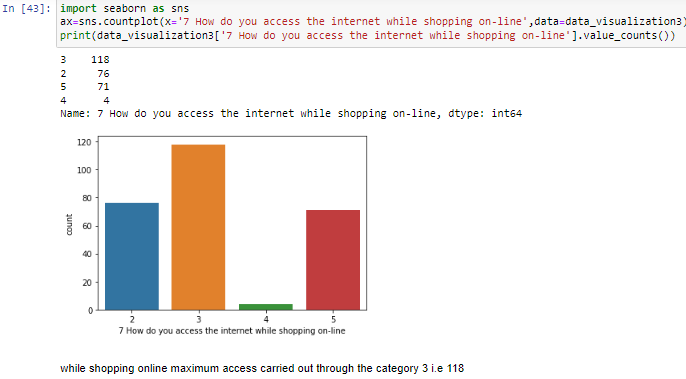 In [43]: import seaborn as sns
ax=sns.countplot(x='7 How do you access the internet while shopping on-line',data=data_visualization3)
print(data_visualization3['7 How do you access the internet while shopping on-line'].value_counts())
3 118
2 76
5 71
4 4
Name: 7 How do you access the internet while shopping on-line, dtype: int64
120
100
80
60
count
40
20
0
2 3 4 5
7 How do you access the internet while shopping on-line
while shopping online maximum access carried out through the category 3 i.e 118